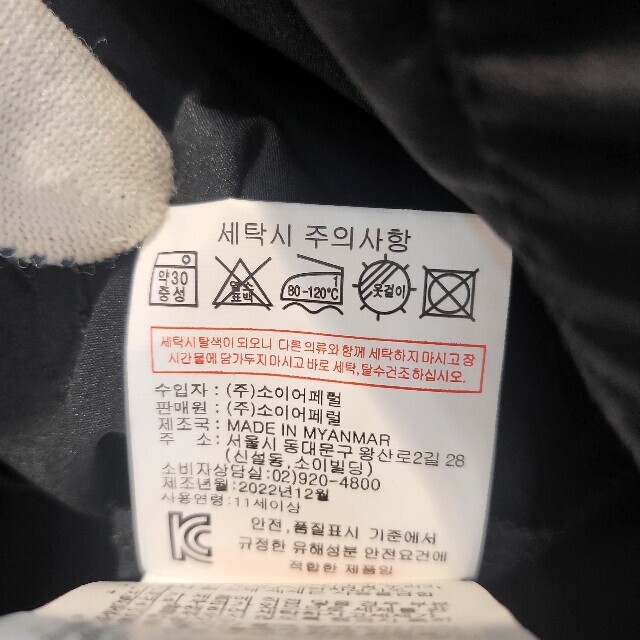 세탁시 주의사항
약30
중성
염소
표백
80-120℃
옷걸이
세탁시 탈색이 되오니 다른 의류와 함께 세탁하지 마시고 장
시간물에 담가두지마시고 바로 세탁,탈수건조 하십시오.
수입자 : (주)소이어페럴
판매원 : (주)소이어페럴
제조국 : MADE IN MYANMAR
주 소 : 서울시 동대문구 왕산로2길 28
(신설동,소이빌딩)
소비자상담실:02)920-4800
제조년월:2022년12월
사용연령:11세이상
안전,품질표시 기준에서
규정한 유해성분 안전요건에
적합한 제품임